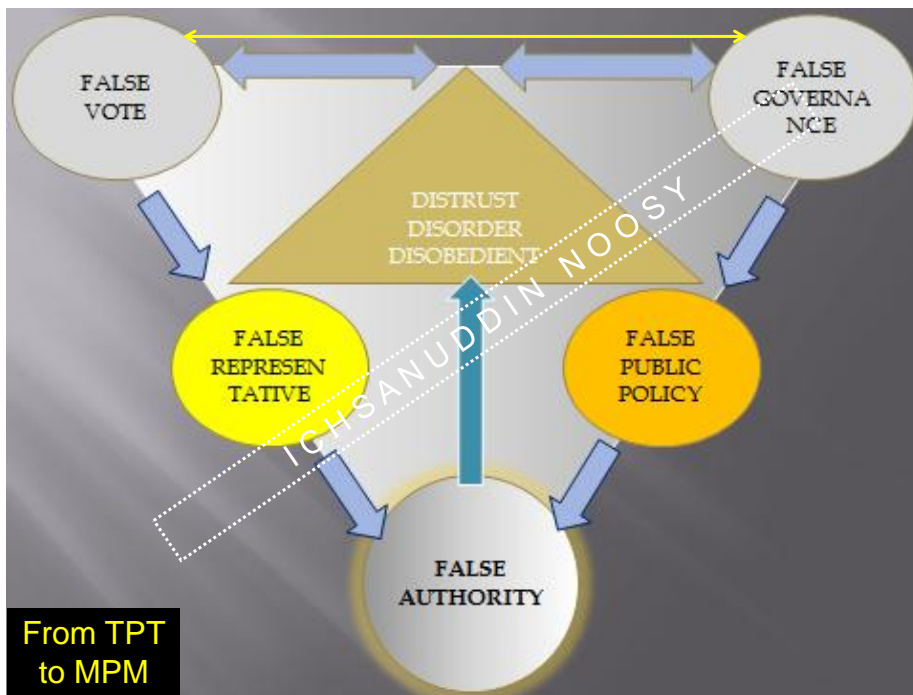 FALSE
VOTE
FALSE
GOVERNA
NCE
DISTRUST
DISORDER
DISOBEDIENT
FALSE
REPRESEN
TATIVE
FALSE
PUBLIC
POLICY
ICHSANUDDIN NOOSY
FALSE
AUTHORITY
From TPT
to MPM